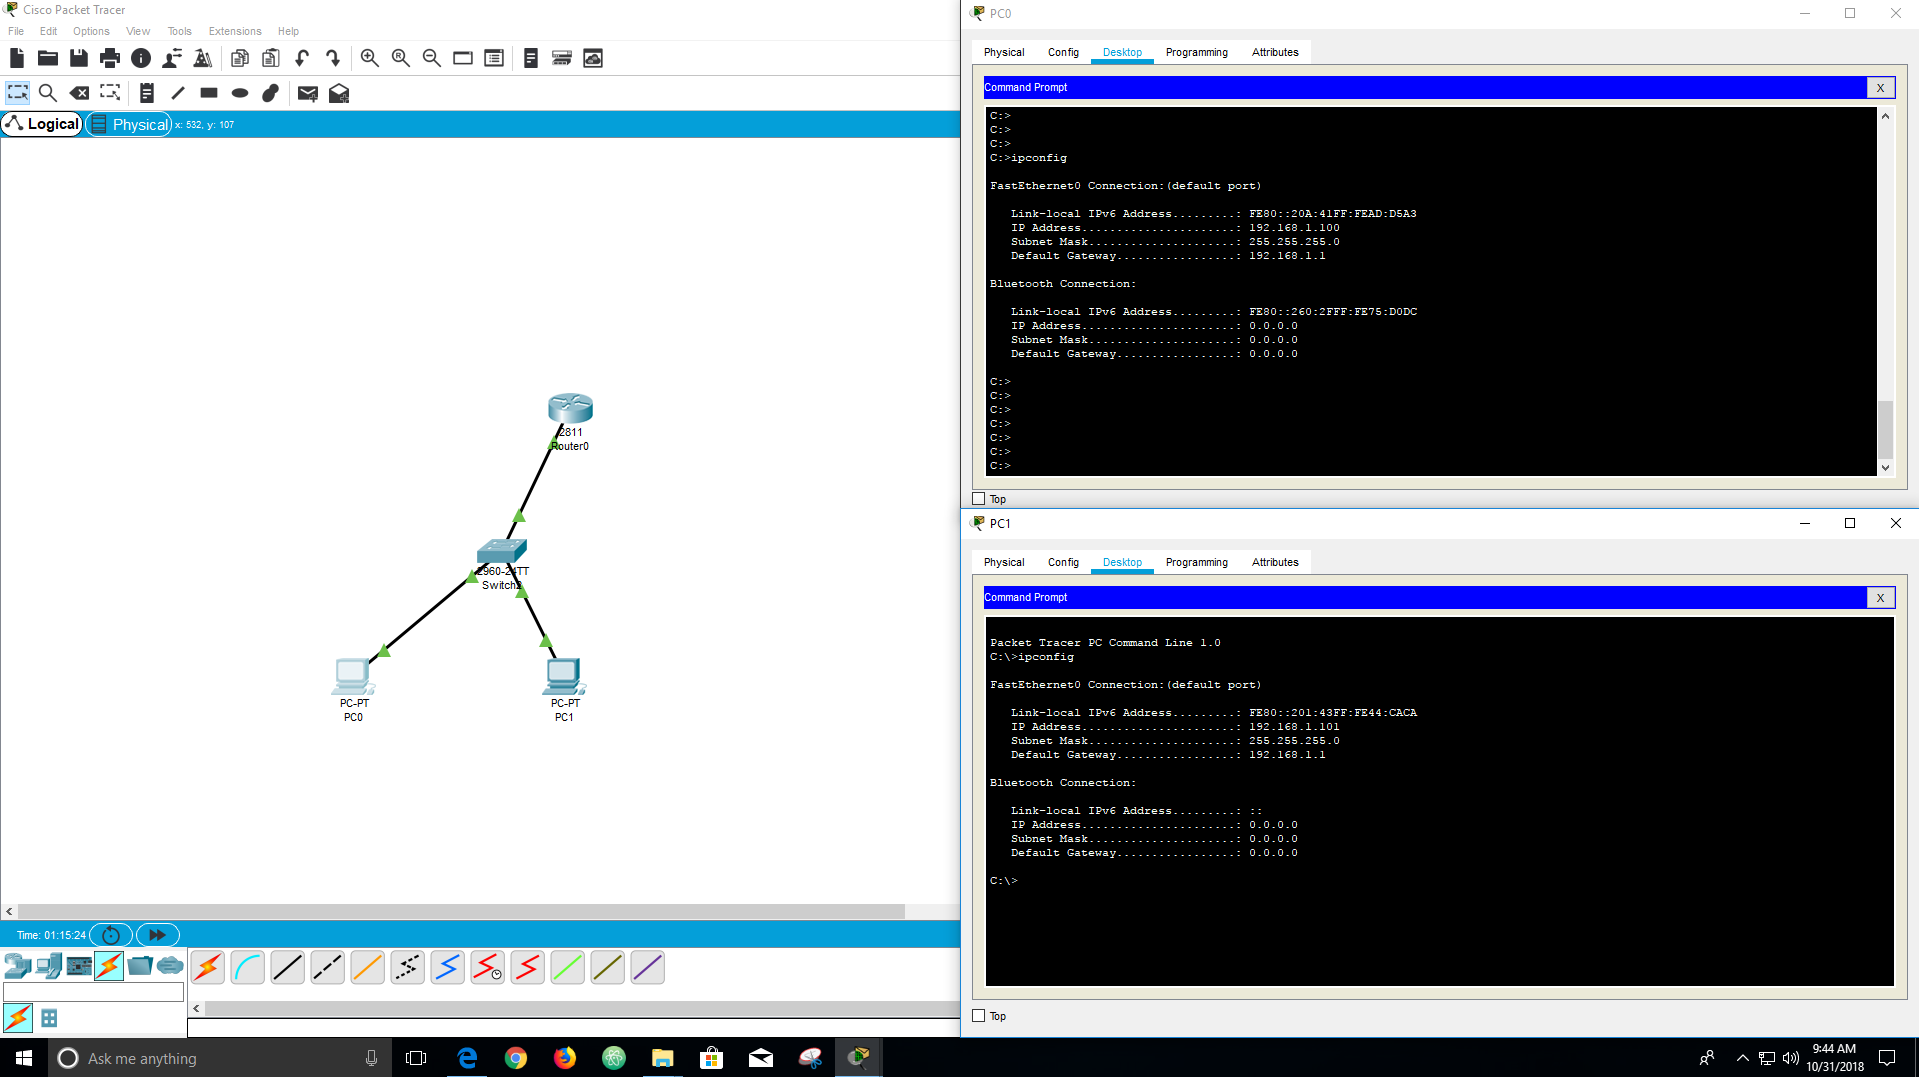 Cisco Packet Tracer
File Edit Options View Tools Extensions Help
Logical Physical x: 532, y: 107
2811
Router0
2960-24TT
Switch2
PC-PT
PC0
PC-PT
PC1
Time: 01:15:24
PC0
Physical Config Desktop Programming Attributes
Command Prompt X
C:>
C:>
C:>
C:>ipconfig
FastEthernet0 Connection:(default port)
Link-local IPv6 Address.........: FE80::20A:41FF:FEAD:D5A3
IP Address......................: 192.168.1.100
Subnet Mask.....................: 255.255.255.0
Default Gateway.................: 192.168.1.1
Bluetooth Connection:
Link-local IPv6 Address.........: FE80::260:2FFF:FE75:D0DC
IP Address......................: 0.0.0.0
Subnet Mask.....................: 0.0.0.0
Default Gateway.................: 0.0.0.0
C:>
C:>
C:>
C:>
C:>
C:>
C:>
Top
PC1
Physical Config Desktop Programming Attributes
Command Prompt X
Packet Tracer PC Command Line 1.0
C:\>ipconfig
FastEthernet0 Connection:(default port)
Link-local IPv6 Address.........: FE80::201:43FF:FE44:CACA
IP Address......................: 192.168.1.101
Subnet Mask.....................: 255.255.255.0
Default Gateway.................: 192.168.1.1
Bluetooth Connection:
Link-local IPv6 Address.........: ::
IP Address......................: 0.0.0.0
Subnet Mask.....................: 0.0.0.0
Default Gateway.................: 0.0.0.0
C:\>
Top
Ask me anything
9:44 AM
10/31/2018